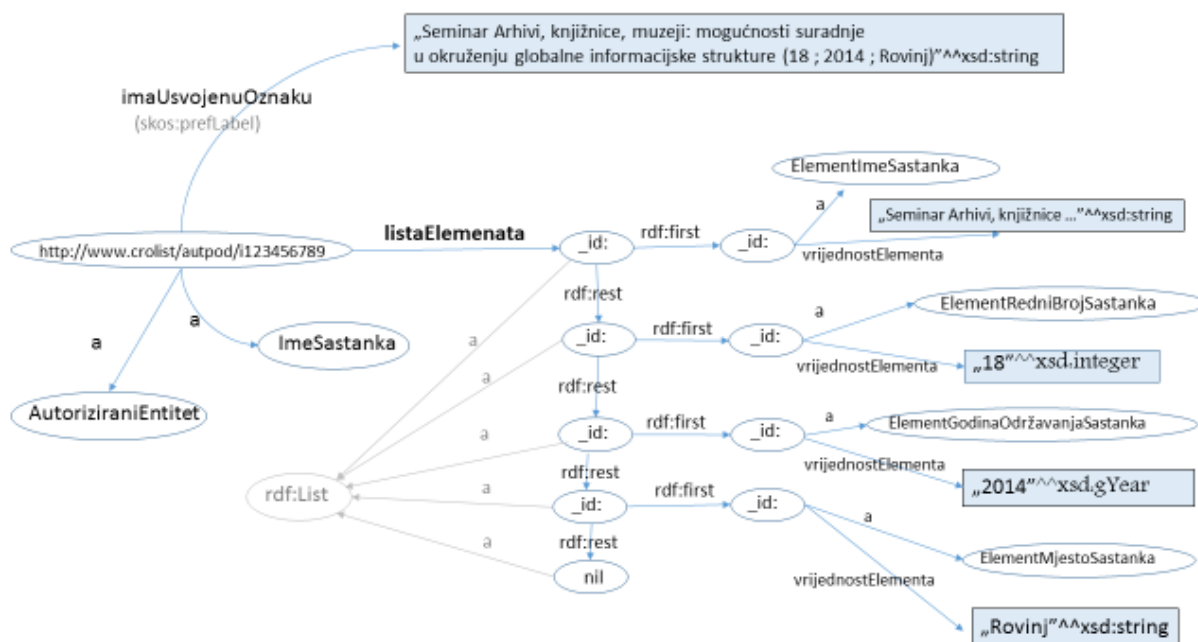 „Seminar Arhivi, knjižnice, muzeji: mogućnosti suradnje
u okruženju globalne informacijske strukture (18 ; 2014 ; Rovinj)”^^xsd:string
imaUsvojenuOznaku
(skos:prefLabel)
ElementImeSastanka
a
„Seminar Arhivi, knjižnice ...”^^xsd:string
http://www.crolist/autpod/i123456789
listaElemenata
_id:
rdf:first
_id:
vrijednostElementa
rdf:rest
a
ElementRedniBrojSastanka
a
a
ImeSastanka
a
_id:
rdf:first
_id:
vrijednostElementa
„18”^^xsd:integer
a
rdf:rest
AutoriziraniEntitet
a
ElementGodinaOdržavanjaSastanka
a
_id:
rdf:first
_id:
vrijednostElementa
rdf:rest
„2014”^^xsd:gYear
rdf:List
a
_id:
rdf:first
_id:
a
rdf:rest
a
ElementMjestoSastanka
nil
vrijednostElementa
„Rovinj”^^xsd:string